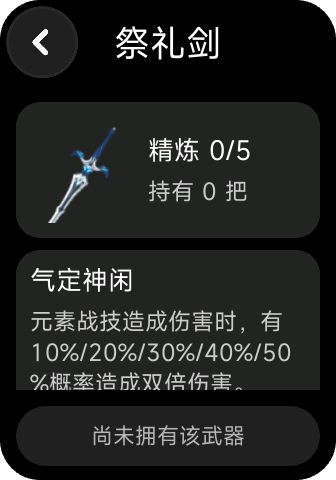 祭礼剑
精炼 0/5
持有 0 把
气定神闲
元素战技造成伤害时，有
10%/20%/30%/40%/50
%概率造成双倍伤害。
尚未拥有该武器